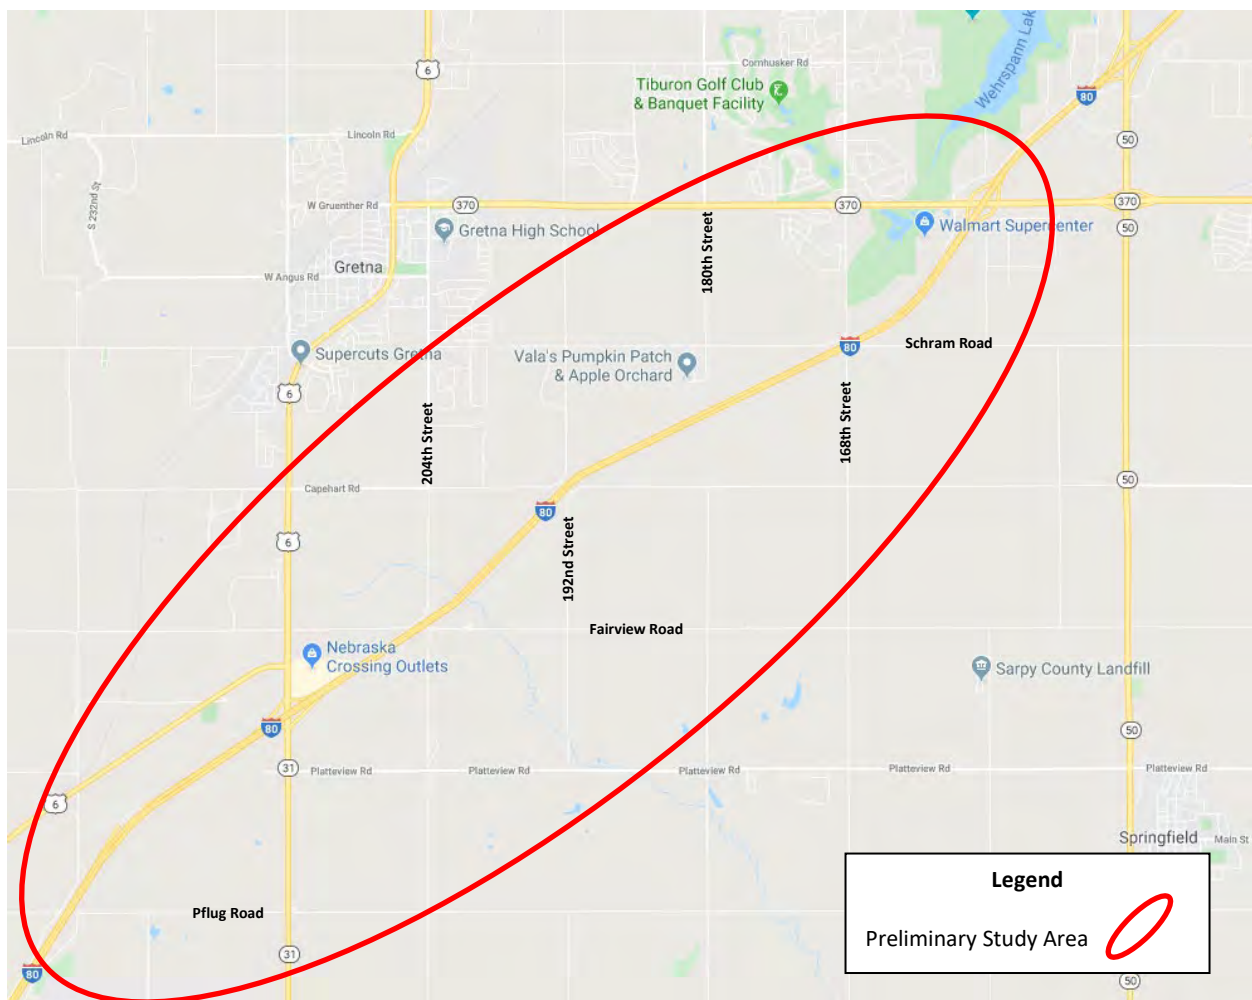 6
Cornhusker Rd
Tiburon Golf Club
& Banquet Facility
Wehrspann Lake
80
Lincoln Rd
Lincoln Rd
50
S 232nd St
W Gruenther Rd
370
370
370
50
Gretna High School
180th Street
Walmart Supercenter
W Angus Rd
Gretna
Supercuts Gretna
Vala's Pumpkin Patch
& Apple Orchard
80
Schram Road
6
204th Street
168th Street
Capehart Rd
50
80
6
192nd Street
Fairview Road
Nebraska
Crossing Outlets
Sarpy County Landfill
80
50
31
Platteview Rd
Platteview Rd
Platteview Rd
Platteview Rd
Platteview Rd
6
Springfield
Main St
Legend
Pflug Road
Preliminary Study Area
31
80
50